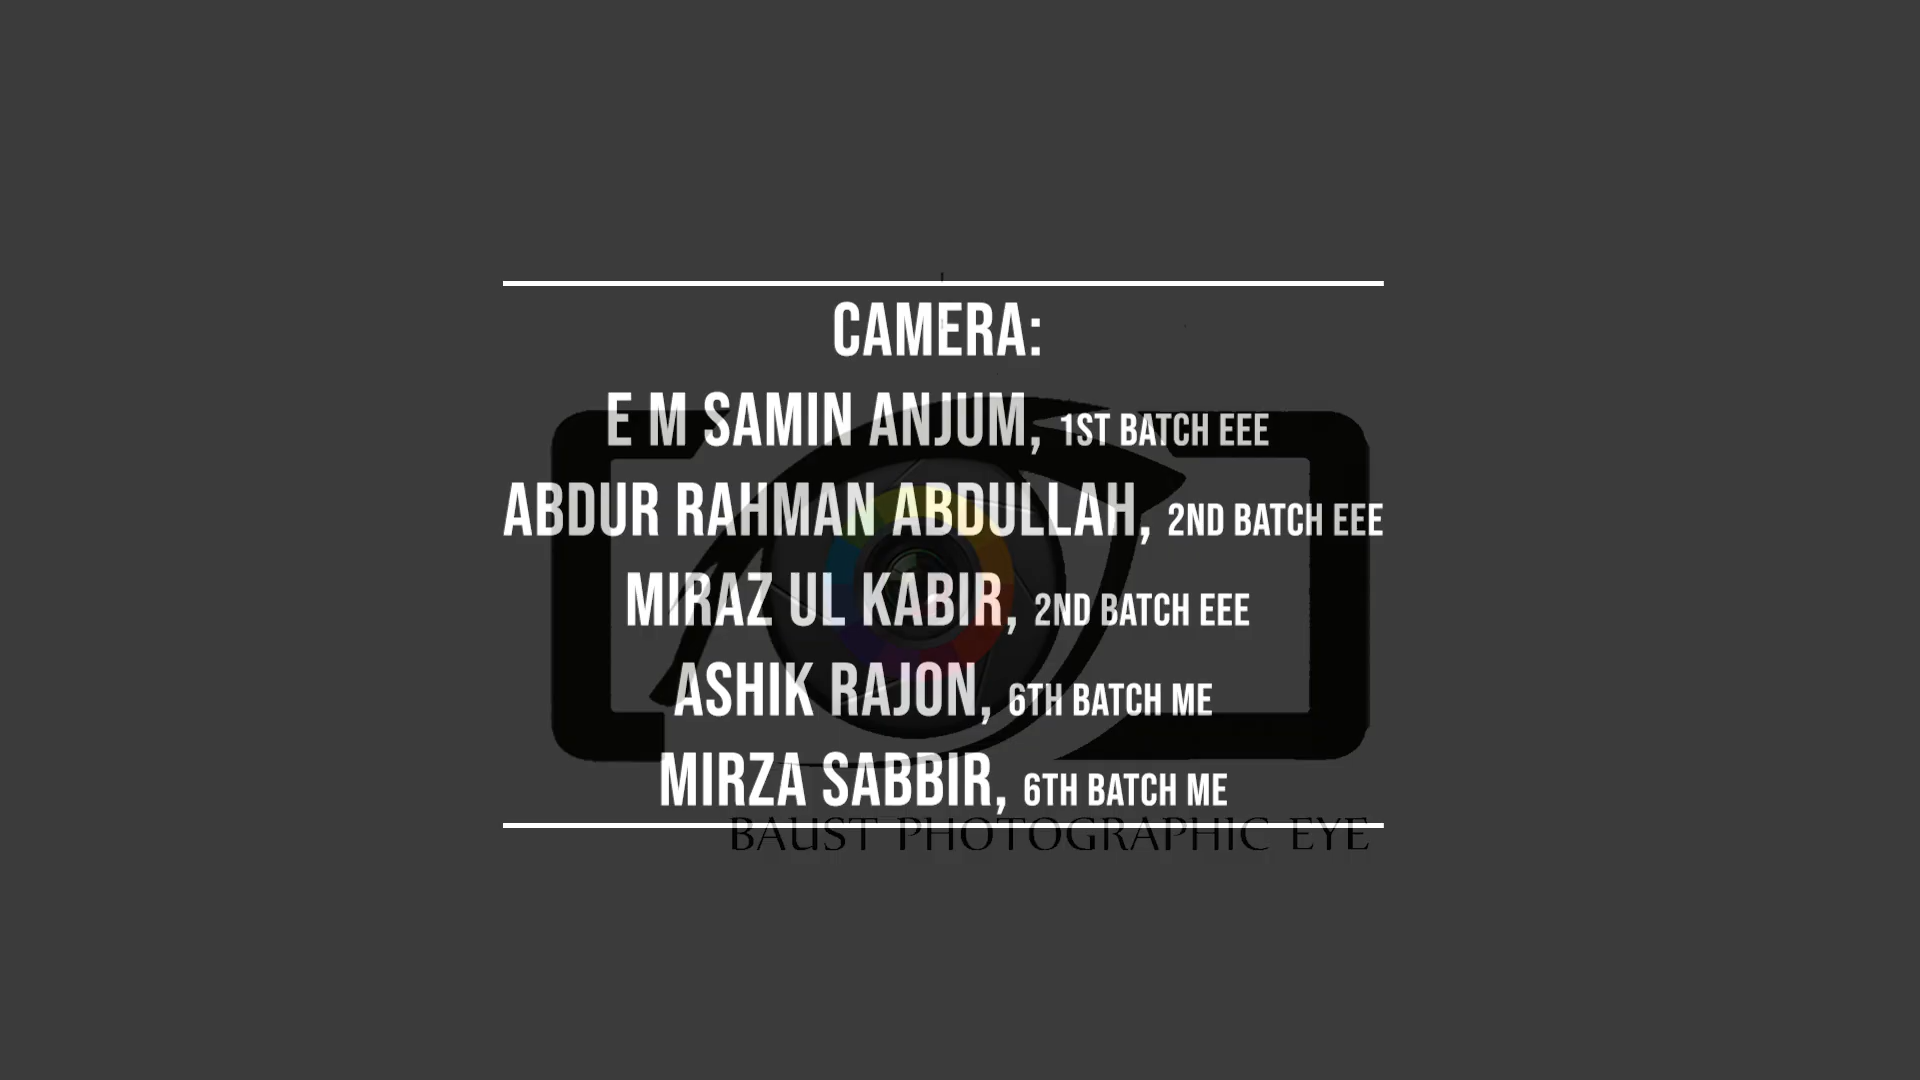 CAMERA:
E M SAMIN ANJUM, 1ST BATCH EEE
ABDUR RAHMAN ABDULLAH, 2ND BATCH EEE
MIRAZ UL KABIR, 2ND BATCH EEE
ASHIK RAJON, 6TH BATCH ME
MIRZA SABBIR, 6TH BATCH ME
BAUST PHOTOGRAPHIC EYE